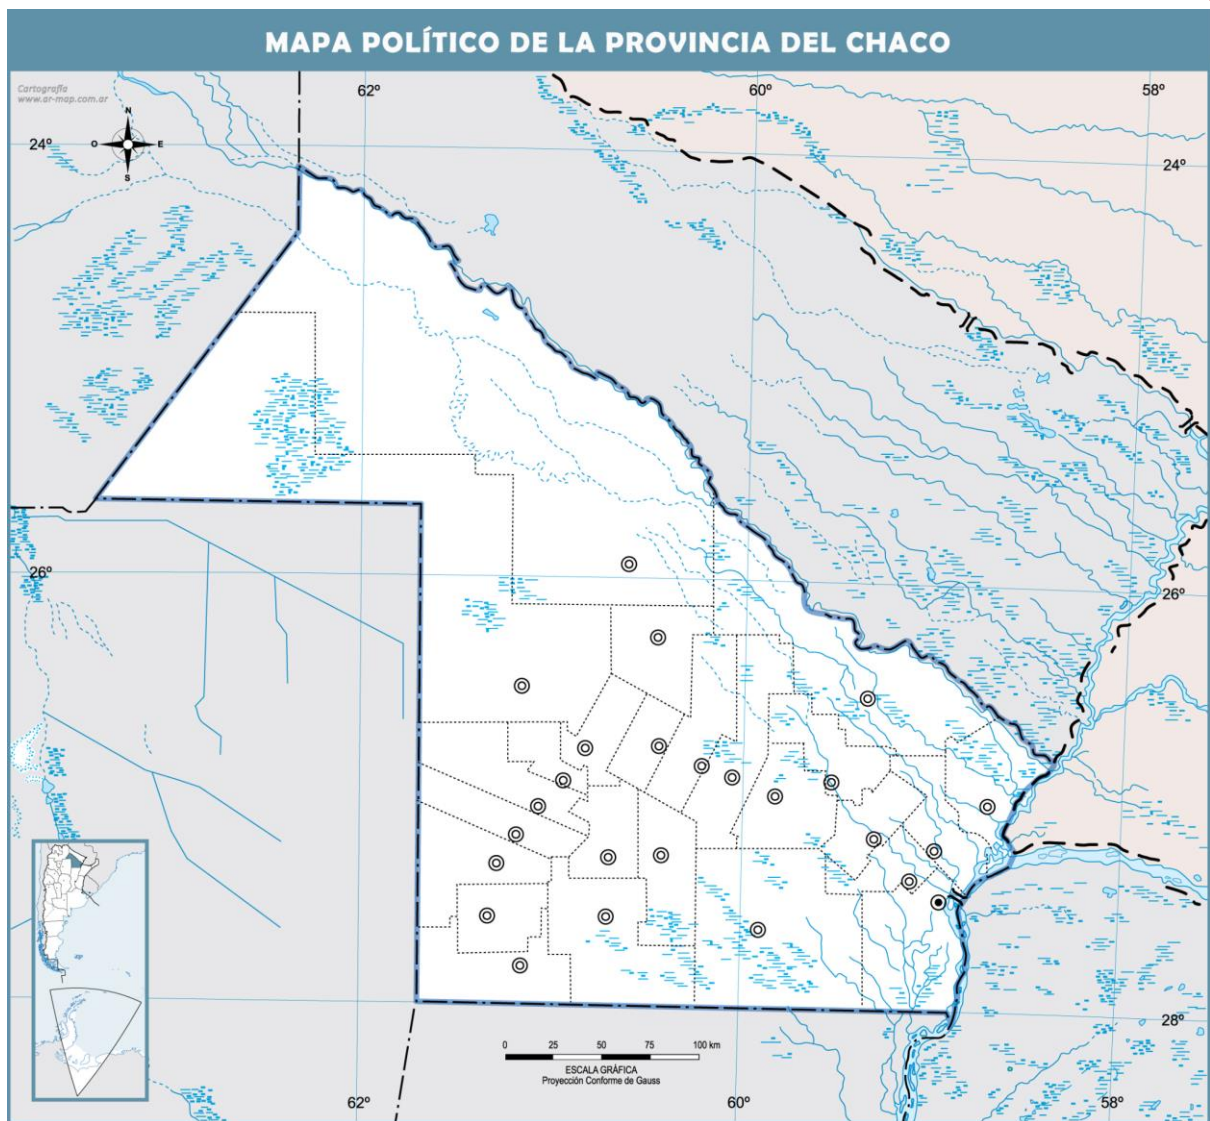 MAPA POLÍTICO DE LA PROVINCIA DEL CHACO
Cartografía
www.ar-map.com.ar
62º
60º
58º
N
O
E
S
24º
24º
26º
26º
28º
0 25 50 75 100 km
ESCALA GRÁFICA
Proyección Conforme de Gauss
62º
60º
58º